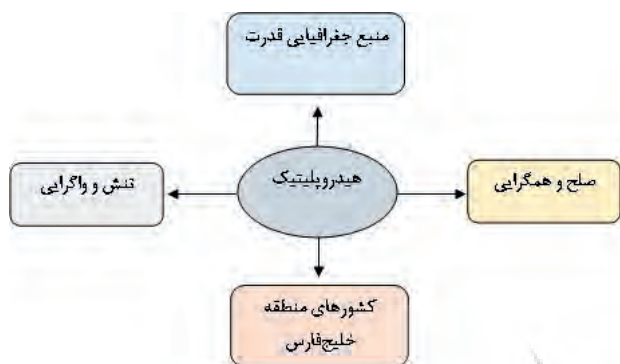 منبع جغرافیایی قدرت
صلح و همگرایی
هیدروپلیتیک
تنش و واگرایی
کشورهای منطقه
خلیج‌فارس